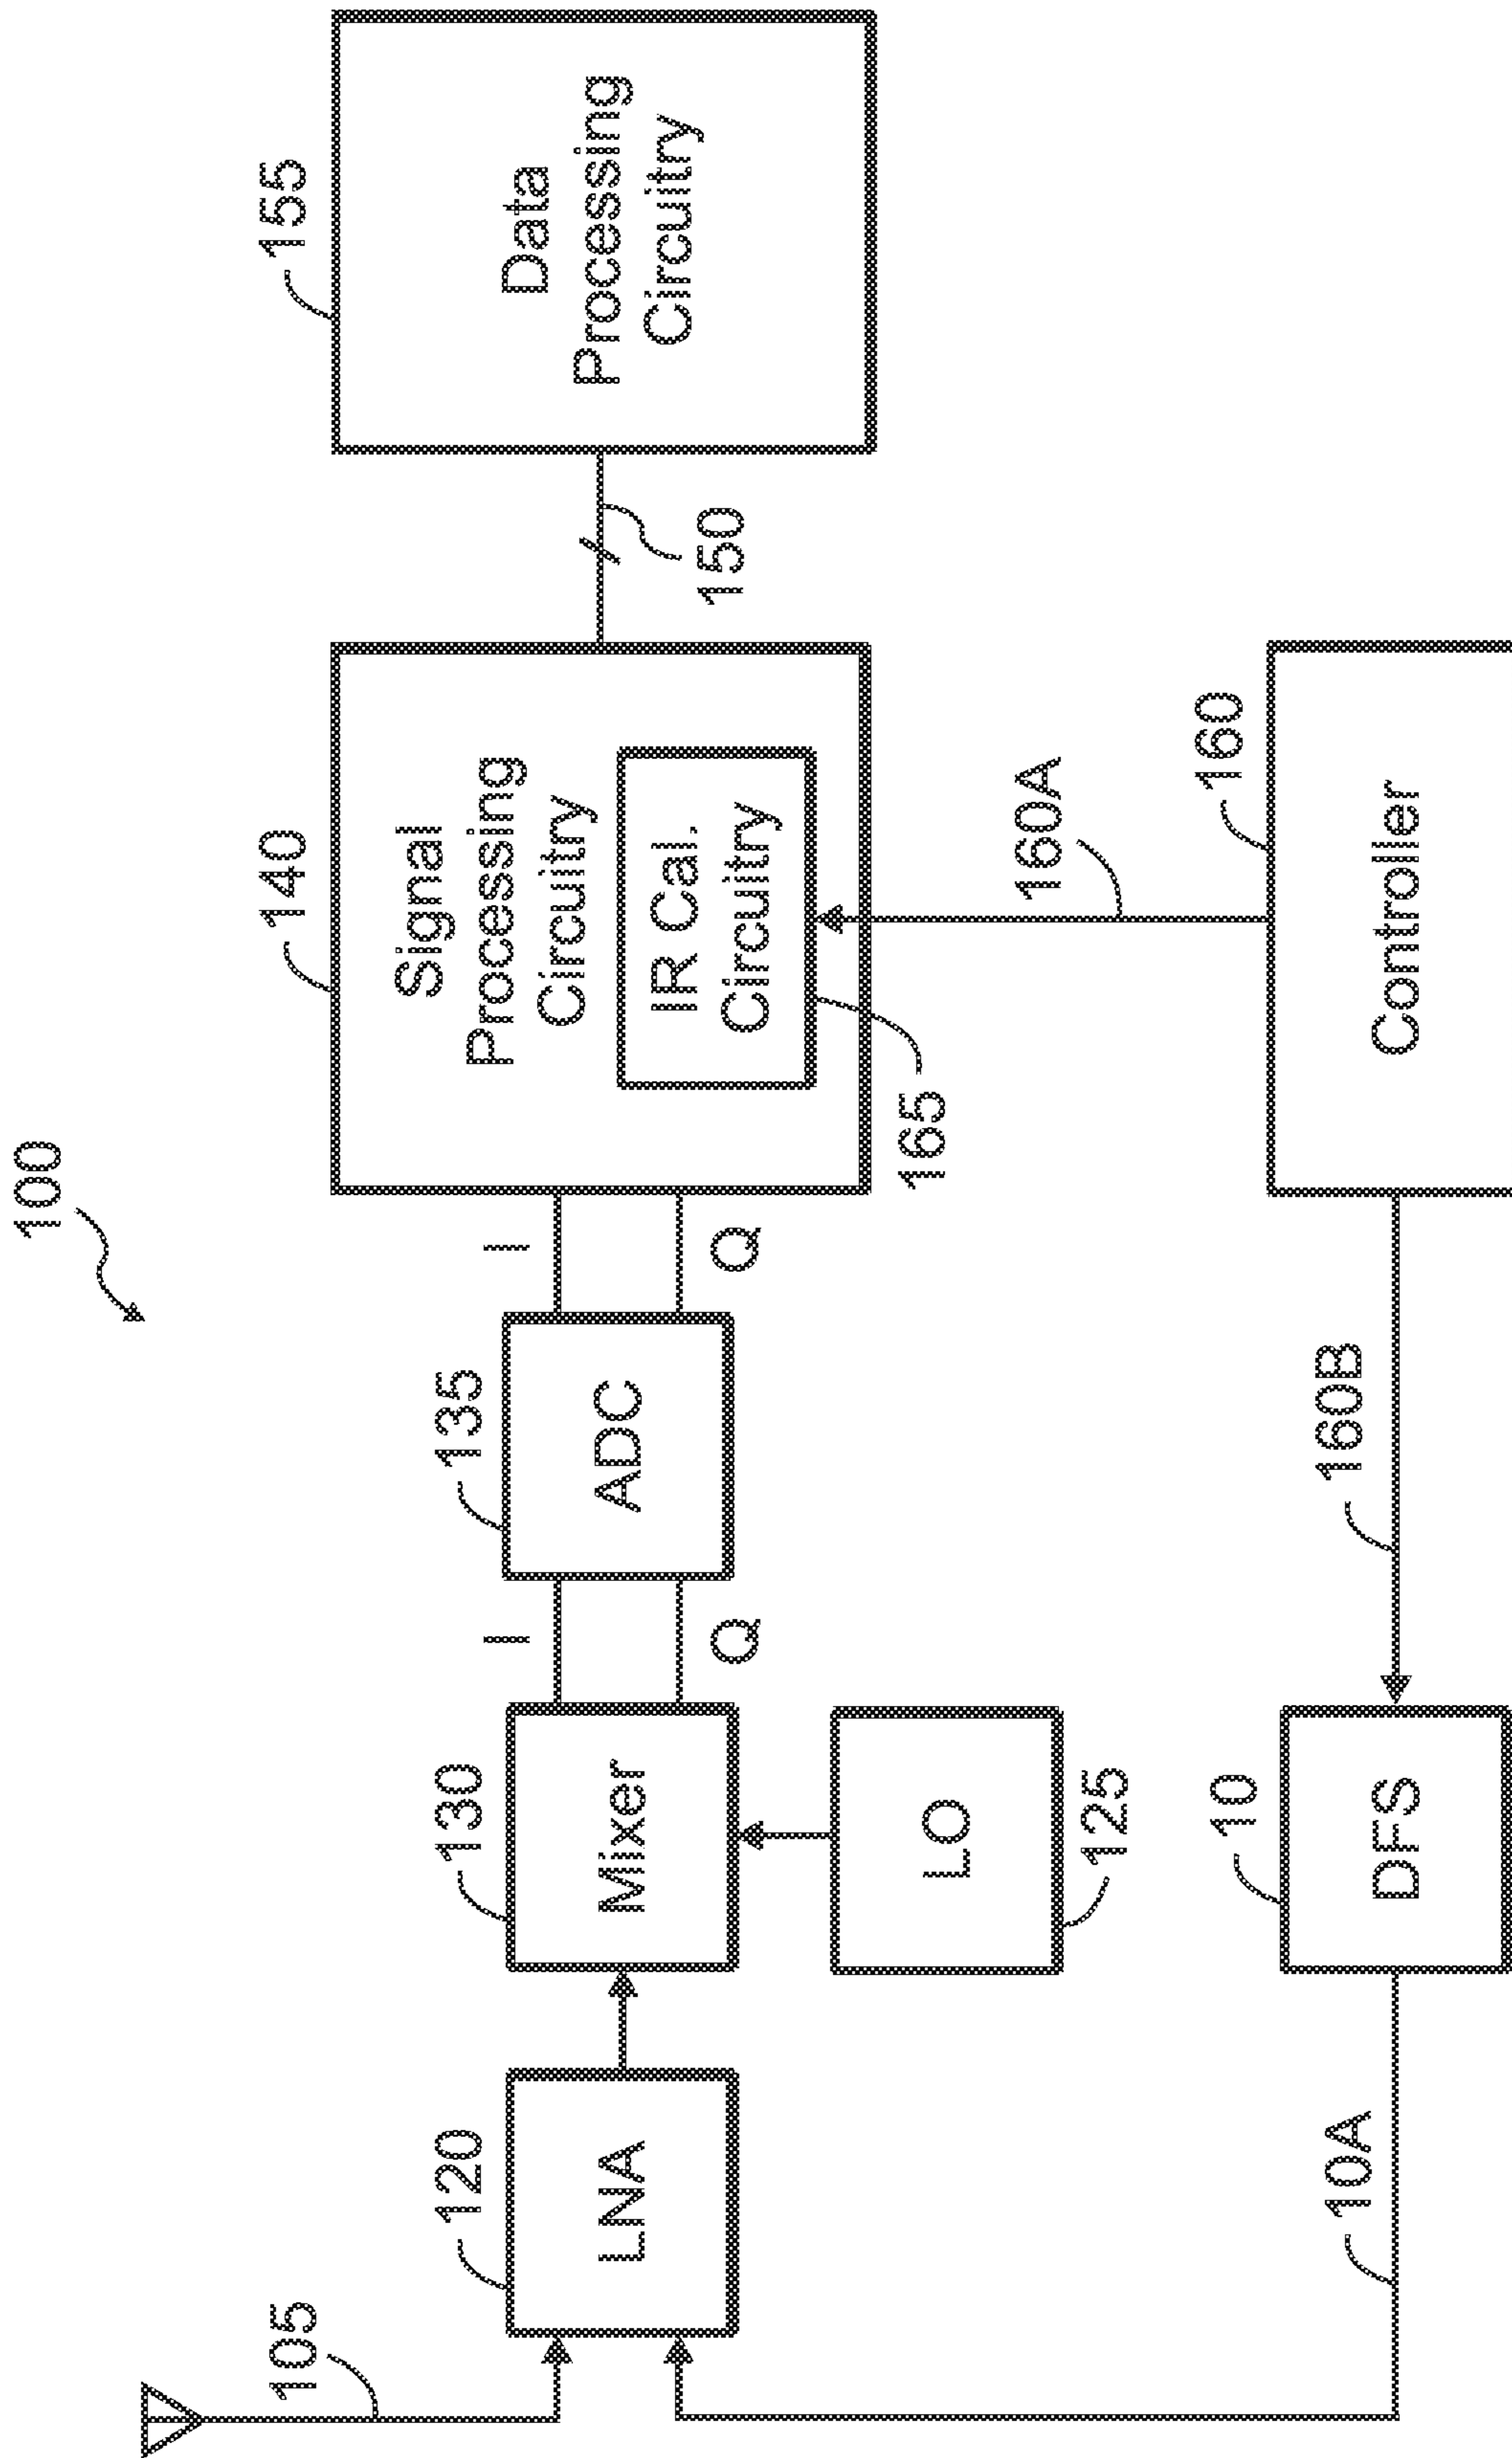 100
105
120
LNA
130
Mixer
I
Q
135
ADC
I
Q
140
Signal
Processing
Circuitry
IR Cal.
Circuitry
165
150
155
Data
Processing
Circuitry
LO
125
160A
160
Controller
160B
10
DFS
10A